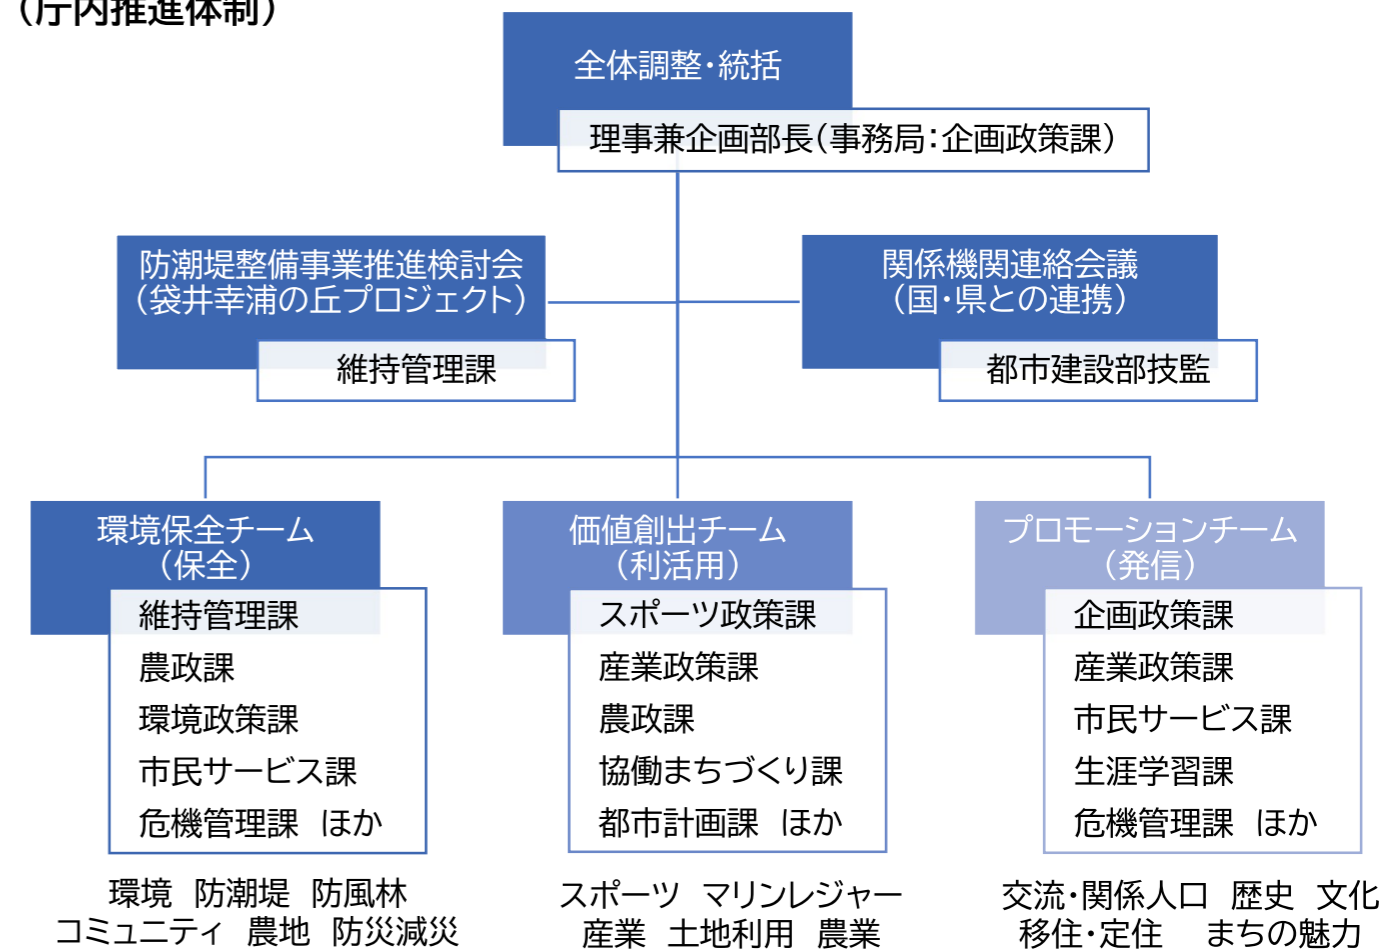 （庁内推進体制）
全体調整・統括
理事兼企画部長（事務局：企画政策課）
防潮堤整備事業推進検討会
（袋井幸浦の丘プロジェクト）
維持管理課
関係機関連絡会議
（国・県との連携）
都市建設部技監
環境保全チーム
（保全）
維持管理課
農政課
環境政策課
市民サービス課
危機管理課　ほか
環境　防潮堤　防風林
コミュニティ　農地　防災減災
価値創出チーム
（利活用）
スポーツ政策課
産業政策課
農政課
協働まちづくり課
都市計画課　ほか
スポーツ　マリンレジャー
産業　土地利用　農業
プロモーションチーム
（発信）
企画政策課
産業政策課
市民サービス課
生涯学習課
危機管理課　ほか
交流・関係人口　歴史　文化
移住・定住　まちの魅力